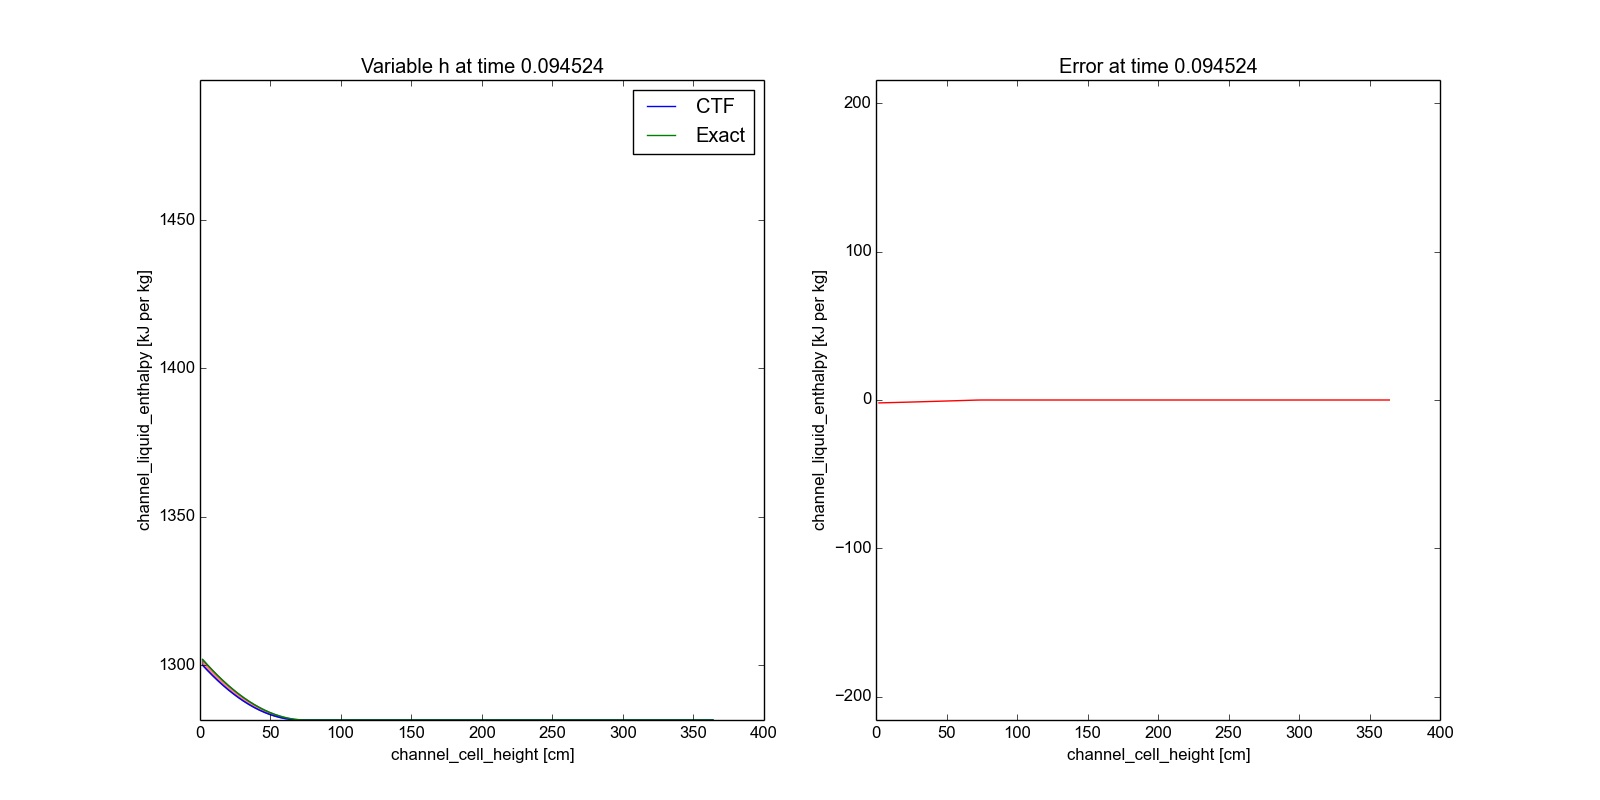 Variable h at time 0.094524
CTF
Exact
1450
1400
1350
1300
channel_liquid_enthalpy [kJ per kg]
0 50 100 150 200 250 300 350 400
channel_cell_height [cm]
Error at time 0.094524
200
100
0
−100
−200
channel_liquid_enthalpy [kJ per kg]
0 50 100 150 200 250 300 350 400
channel_cell_height [cm]